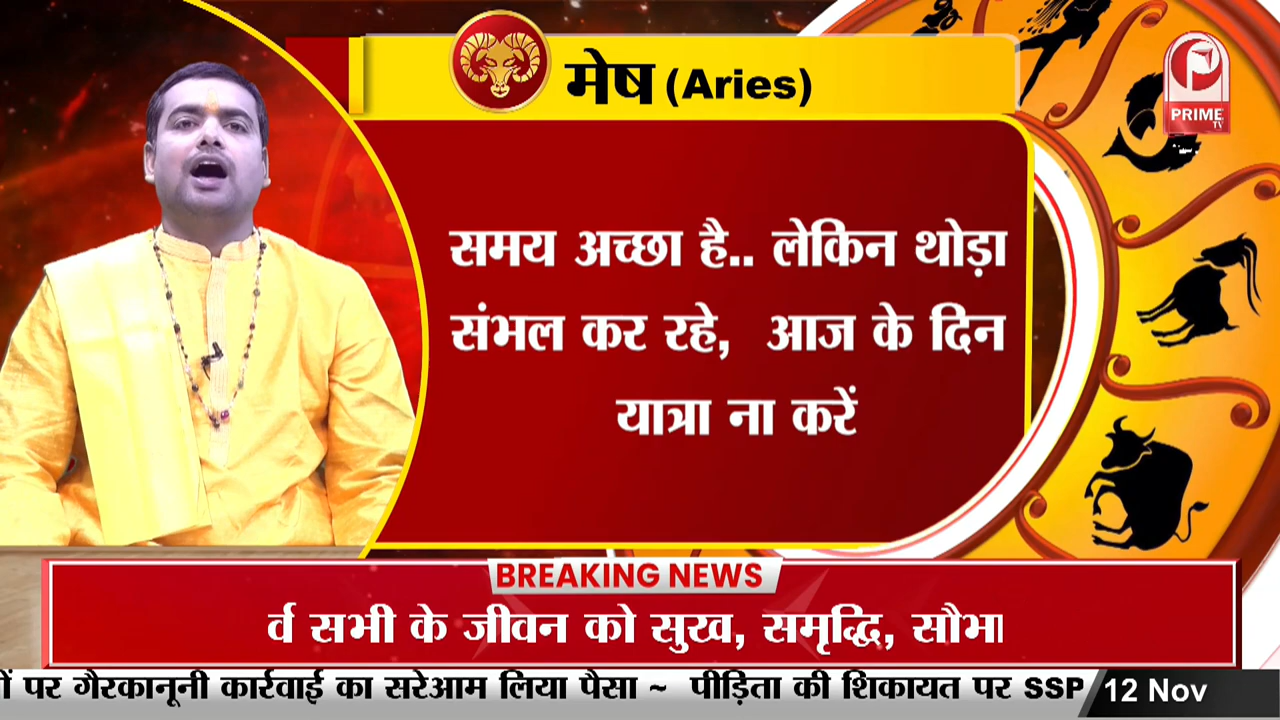 मेष (Aries)
PRIME
TV
समय अच्छा है.. लेकिन थोड़ा
संभल कर रहे, आज के दिन
यात्रा ना करें
BREAKING NEWS
र्व सभी के जीवन को सुख, समृद्धि, सौभा
ों पर गैरकानूनी कार्रवाई का सरेआम लिया पैसा ~ पीड़िता की शिकायत पर SSP
12 Nov